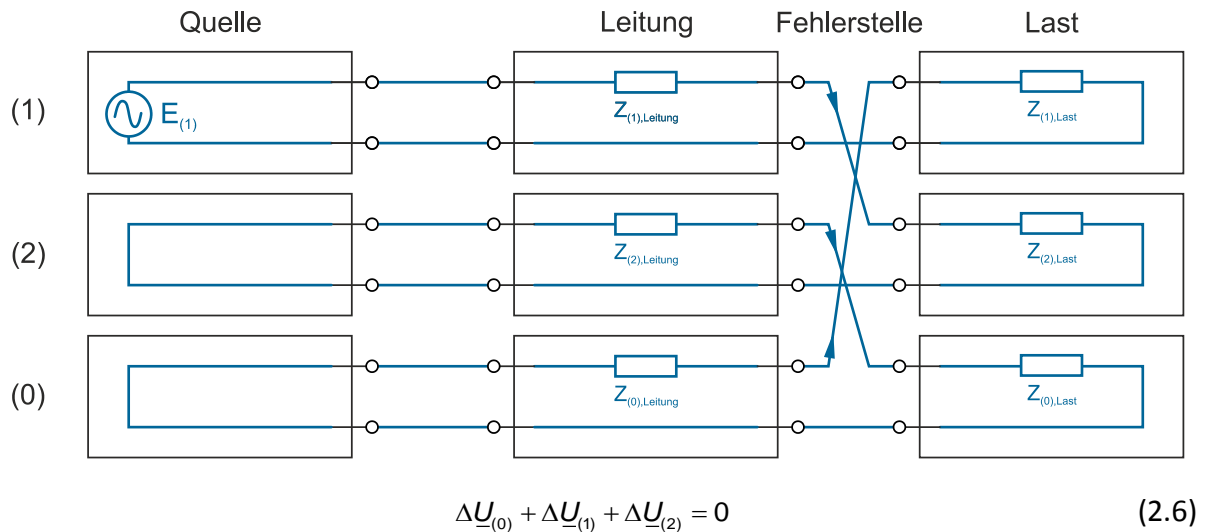 Quelle Leitung Fehlerstelle Last
(1) E(1) Z(1),Leitung Z(1),Last
(2) Z(2),Leitung Z(2),Last
(0) Z(0),Leitung Z(0),Last
ΔU(0) + ΔU(1) + ΔU(2) = 0 (2.6)